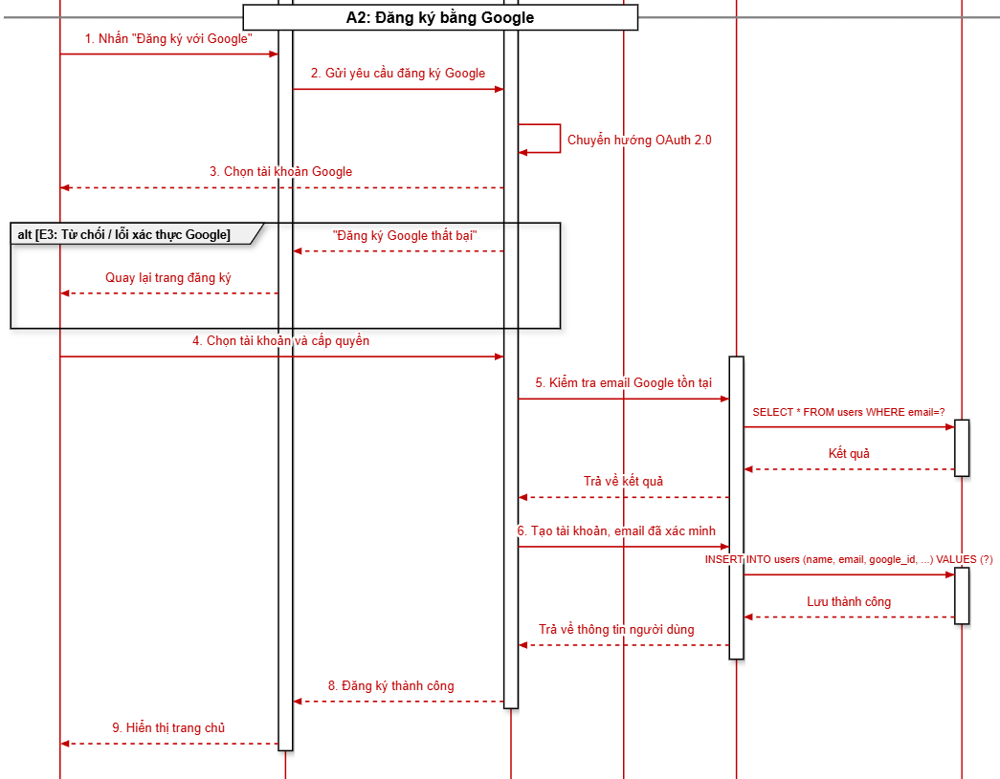 A2: Đăng ký bằng Google
1. Nhấn "Đăng ký với Google"
2. Gửi yêu cầu đăng ký Google
Chuyển hướng OAuth 2.0
3. Chọn tài khoản Google
alt [E3: Từ chối / lỗi xác thực Google]
"Đăng ký Google thất bại"
Quay lại trang đăng ký
4. Chọn tài khoản và cấp quyền
5. Kiểm tra email Google tồn tại
SELECT * FROM users WHERE email=?
Kết quả
Trả về kết quả
6. Tạo tài khoản, email đã xác minh
INSERT INTO users (name, email, google_id, ...) VALUES (?)
Lưu thành công
Trả về thông tin người dùng
8. Đăng ký thành công
9. Hiển thị trang chủ